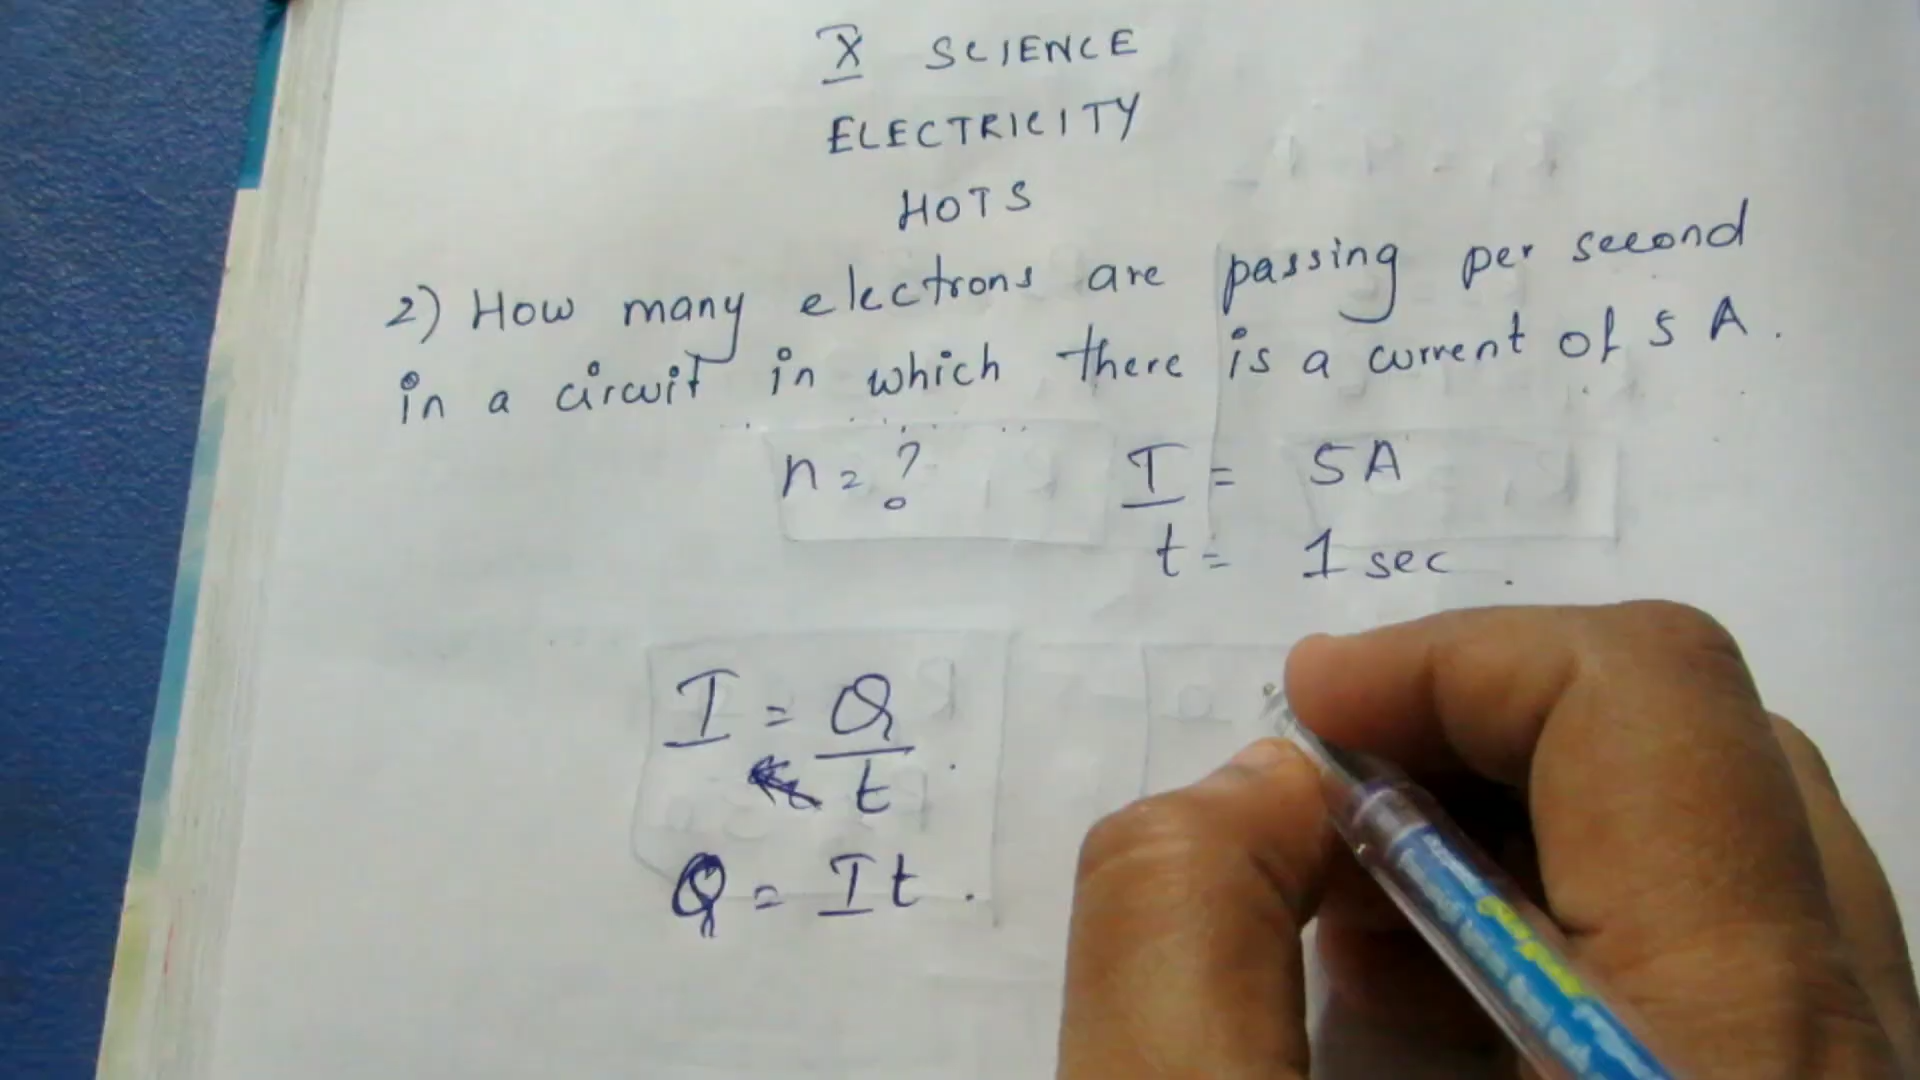 X SCIENCE
ELECTRICITY
HOTS
2) How many electrons are passing per second
in a circuit in which there is a current of 5 A.
n = ? I = 5A
t = 1 sec.
I = Q
t
Q = It.